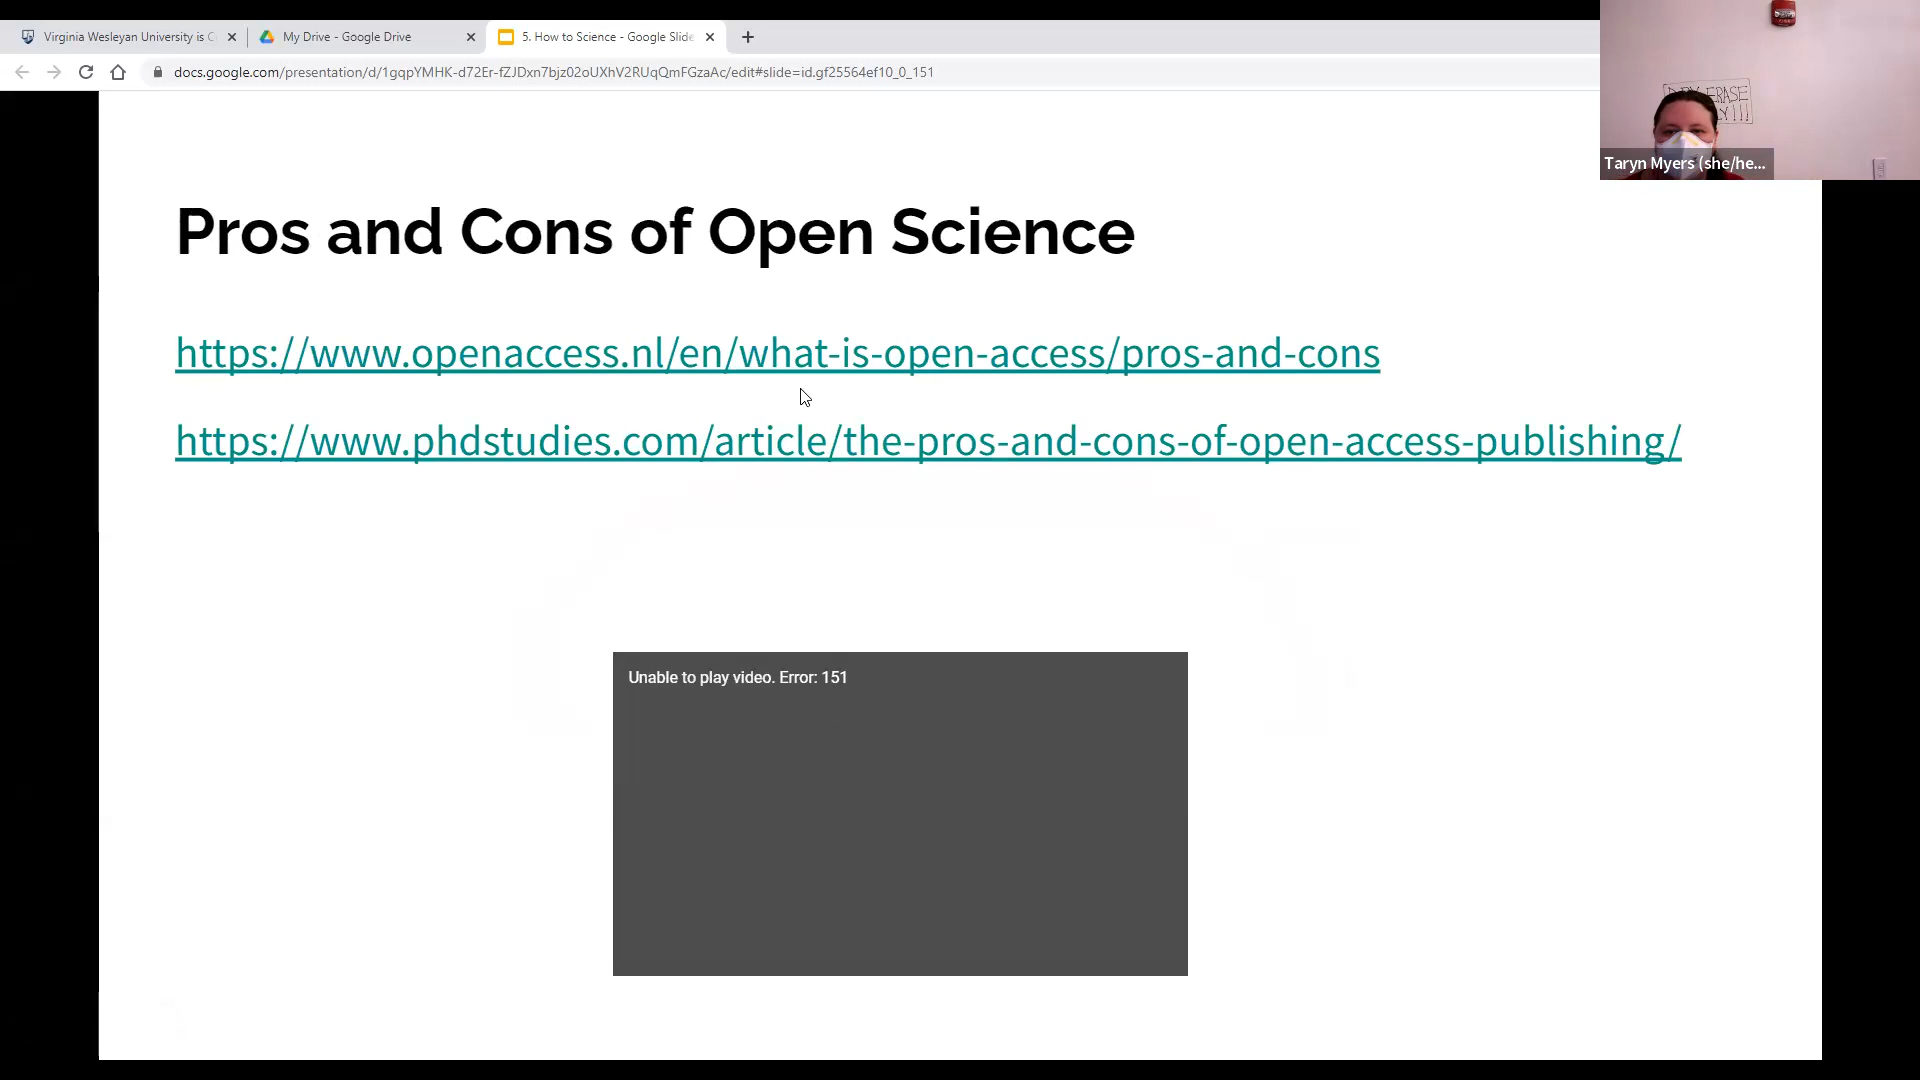 Virginia Wesleyan University is C
My Drive - Google Drive
5. How to Science - Google Slide
docs.google.com/presentation/d/1gqpYMHK-d72Er-fZJDxn7bjz02oUXhV2RUqQmFGzaAc/edit#slide=id.gf25564ef10_0_151
ERASE
Taryn Myers (she/he...
Pros and Cons of Open Science
https://www.openaccess.nl/en/what-is-open-access/pros-and-cons
https://www.phdstudies.com/article/the-pros-and-cons-of-open-access-publishing/
Unable to play video. Error: 151